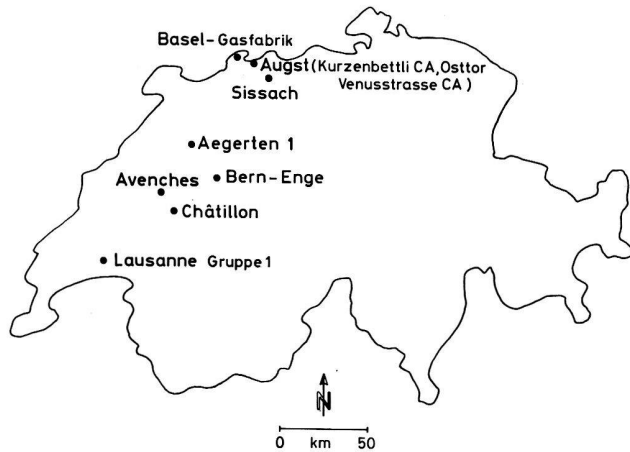 Basel-Gasfabrik
Augst (Kurzenbettli CA, Osttor
Venusstrasse CA)
Sissach
Aegerten 1
Bern-Enge
Avenches
Châtillon
Lausanne Gruppe 1
N
0 km 50